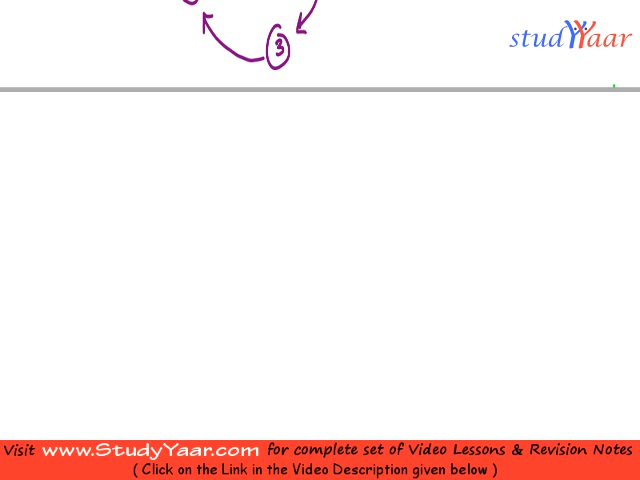 3
studYYaar
Visit www.StudyYaar.com for complete set of Video Lessons & Revision Notes
( Click on the Link in the Video Description given below )